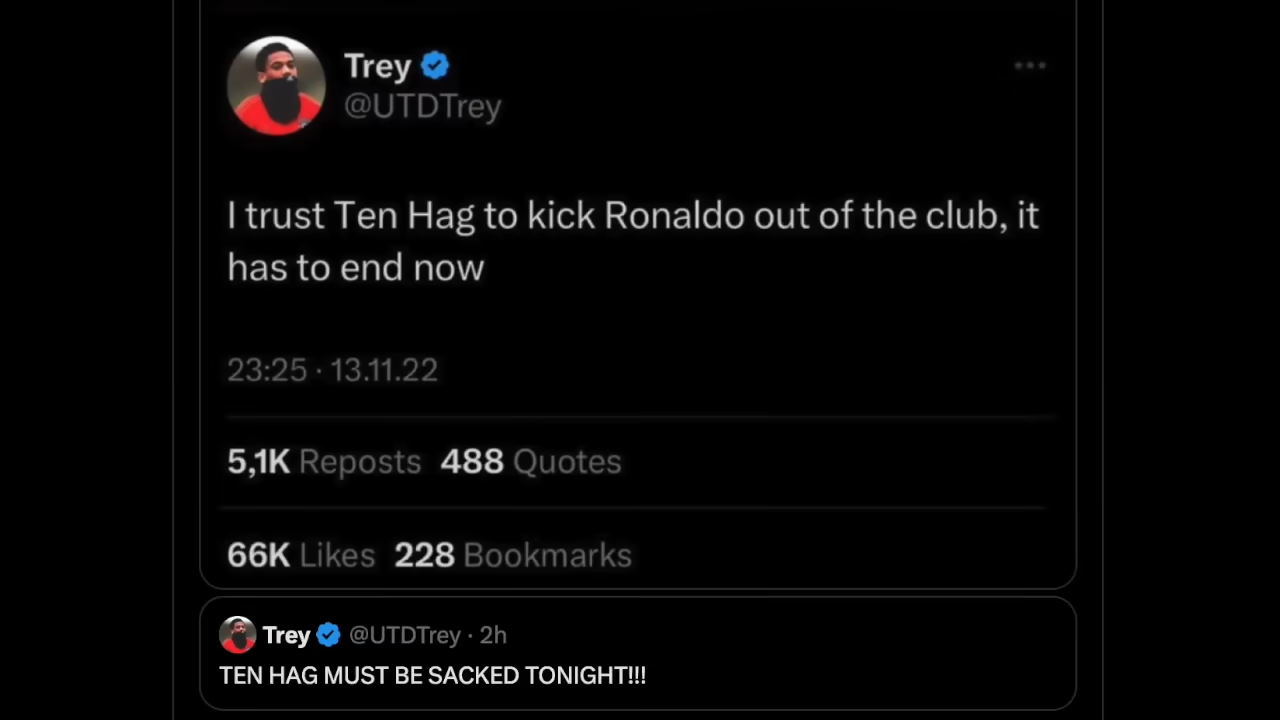 Trey
@UTDTrey
I trust Ten Hag to kick Ronaldo out of the club, it
has to end now
23:25 · 13.11.22
5,1K Reposts 488 Quotes
66K Likes 228 Bookmarks
Trey @UTDTrey · 2h
TEN HAG MUST BE SACKED TONIGHT!!!